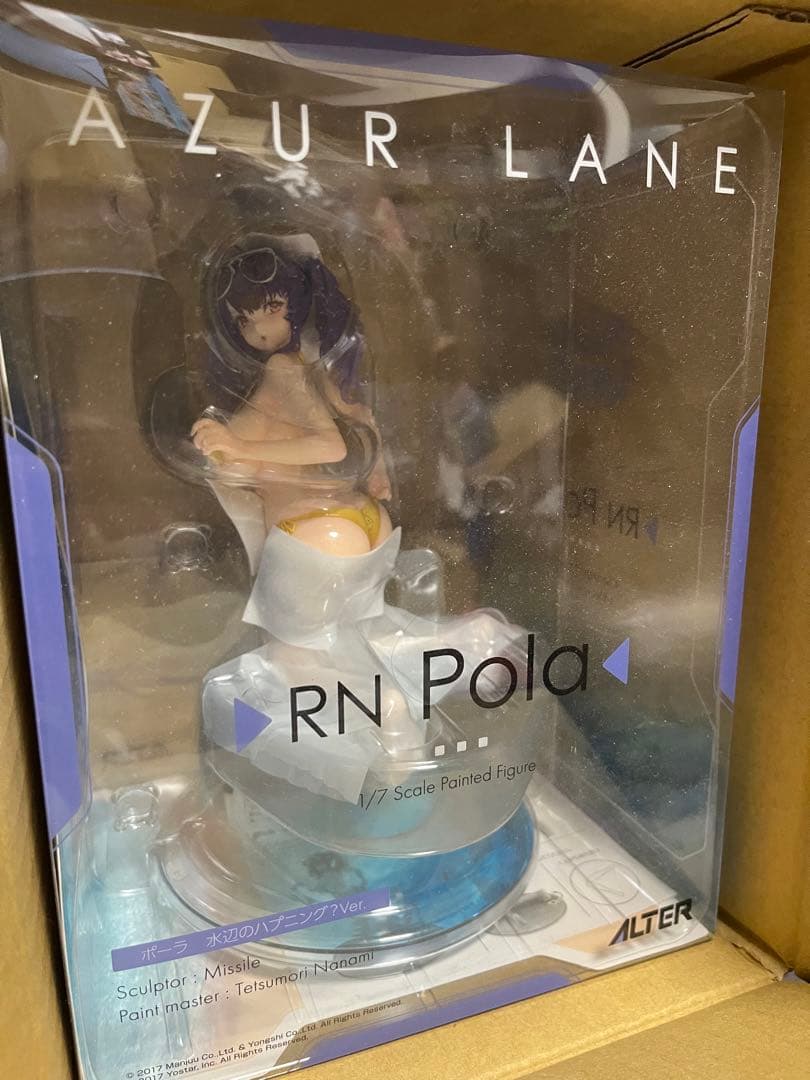 AZUR LANE
RN Pola
1/7 Scale Painted Figure
ポーラ 水辺のハプニング?Ver.
Sculptor : Missile
Paint master : Tetsumori Nanami
ALTER
© 2017 Manjuu Co.,Ltd. & Yongshi Co.,Ltd. All Rights Reserved.
© 2017 Yostar, Inc. All Rights Reserved.